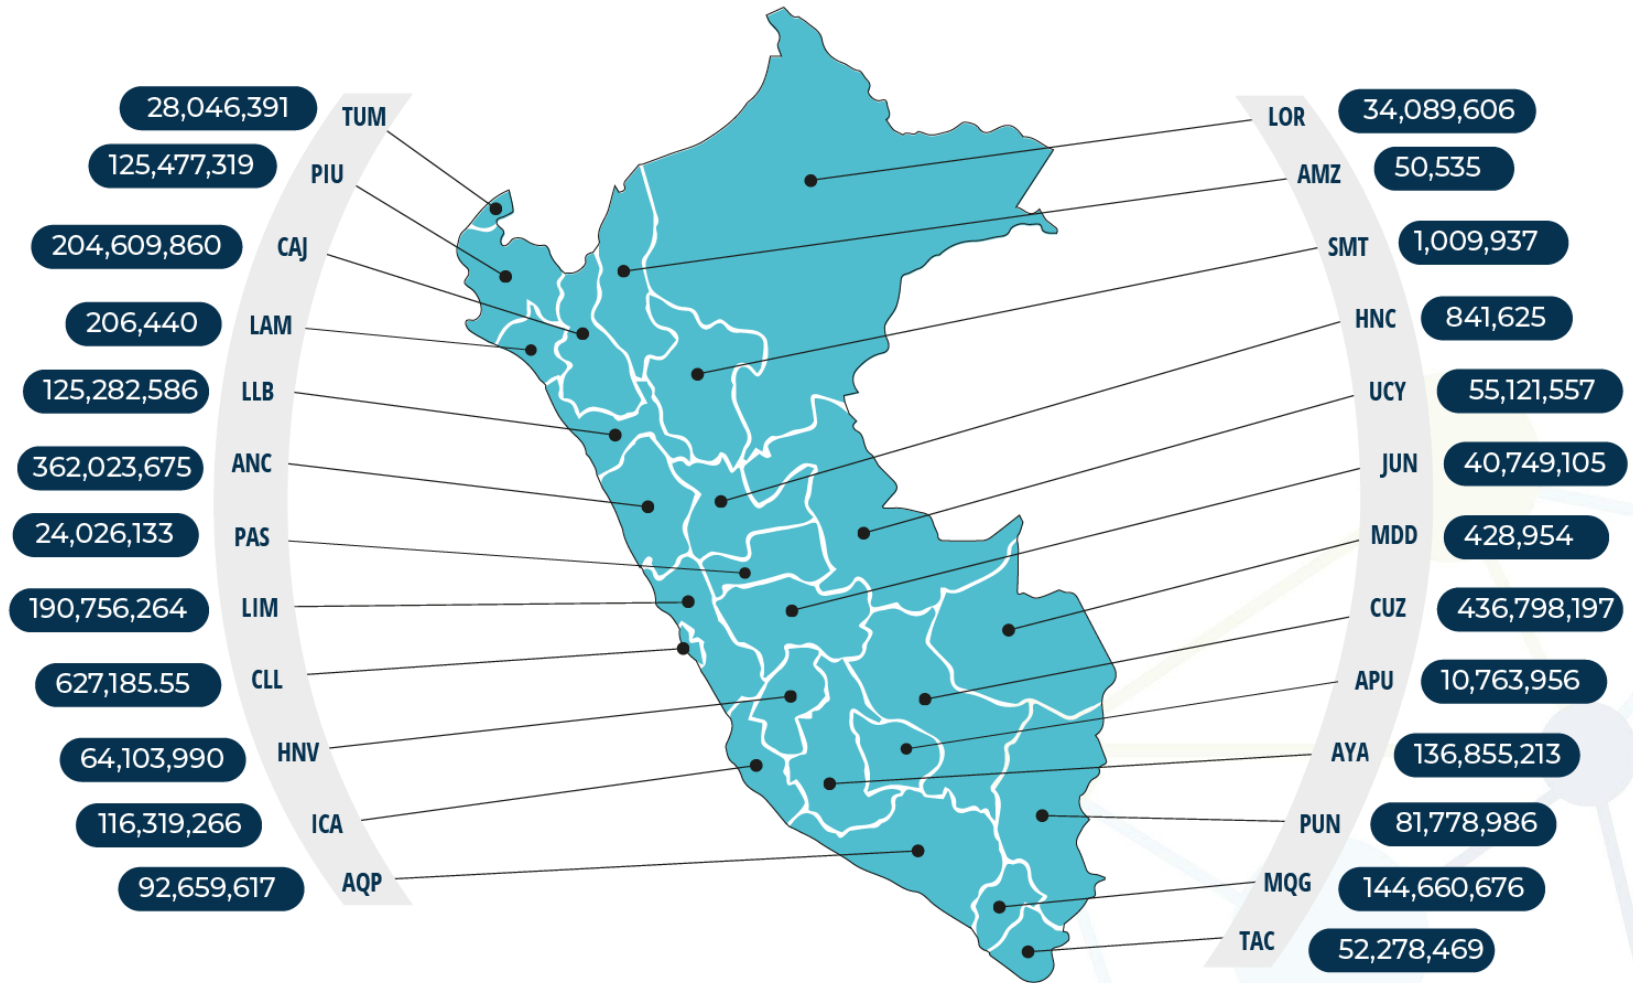 28,046,391 TUM
125,477,319 PIU
204,609,860 CAJ
206,440 LAM
125,282,586 LLB
362,023,675 ANC
24,026,133 PAS
190,756,264 LIM
627,185.55 CLL
64,103,990 HNV
116,319,266 ICA
92,659,617 AQP
LOR 34,089,606
AMZ 50,535
SMT 1,009,937
HNC 841,625
UCY 55,121,557
JUN 40,749,105
MDD 428,954
CUZ 436,798,197
APU 10,763,956
AYA 136,855,213
PUN 81,778,986
MQG 144,660,676
TAC 52,278,469